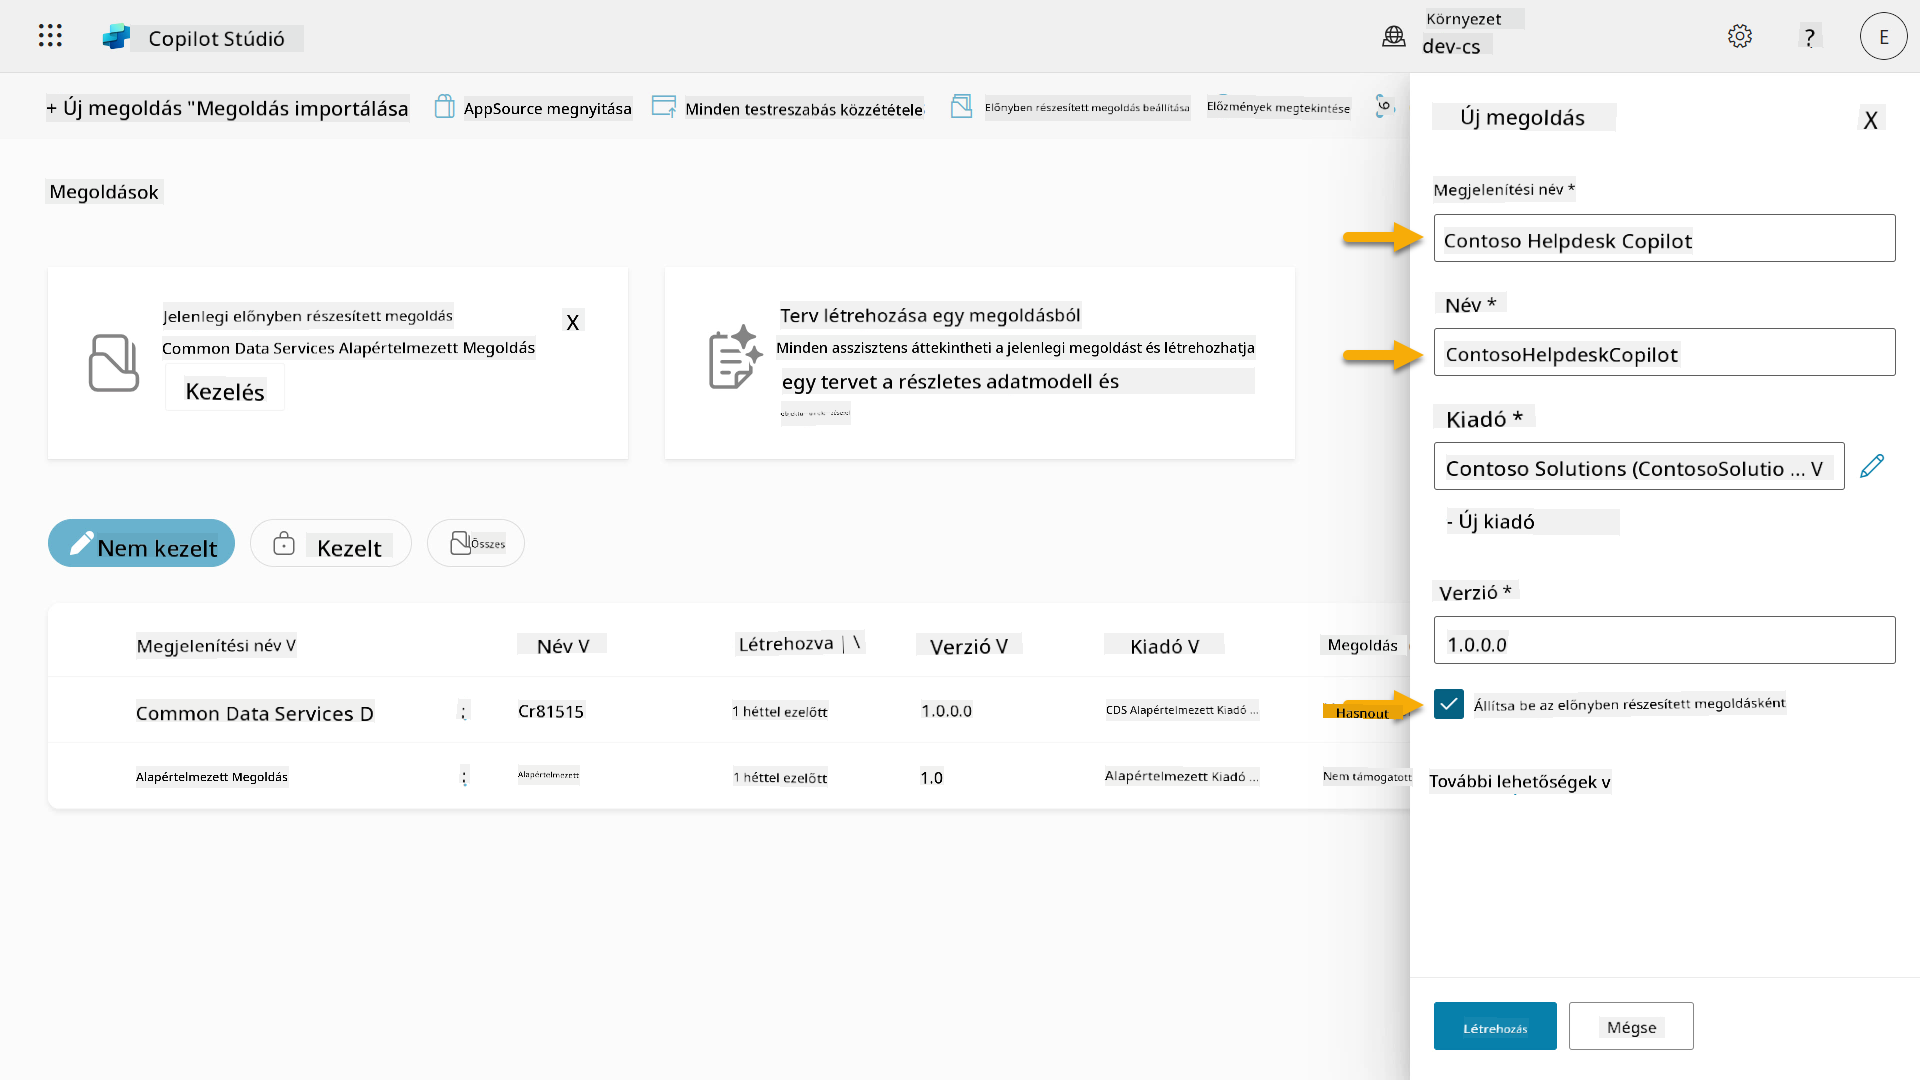 Copilot Stúdió
Környezet
dev-cs
?
E
+ Új megoldás "Megoldás importálása
AppSource megnyitása
Minden testreszabás közzététele
Előnyben részesített megoldás beállítása
Előzmények megtekintése
Megoldások
Jelenlegi előnyben részesített megoldás
X
Common Data Services Alapértelmezett Megoldás
Kezelés
Terv létrehozása egy megoldásból
Minden asszisztens áttekintheti a jelenlegi megoldást és létrehozhatja
egy tervet a részletes adatmodell és
Nem kezelt
Kezelt
Összes
Megjelenítési név V
Név V
Létrehozva | \
Verzió V
Kiadó V
Megoldás
Common Data Services D
:
Cr81515
1 héttel ezelőtt
1.0.0.0
CDS Alapértelmezett Kiadó ...
Hasnout
Alapértelmezett Megoldás
:
Alapértelmezett
1 héttel ezelőtt
1.0
Alapértelmezett Kiadó ...
Nem támogatott
Új megoldás
X
Megjelenítési név *
Contoso Helpdesk Copilot
Név *
ContosoHelpdeskCopilot
Kiadó *
Contoso Solutions (ContosoSolutio ... V
- Új kiadó
Verzió *
1.0.0.0
Állítsa be az előnyben részesített megoldásként
További lehetőségek v
Létrehozás
Mégse